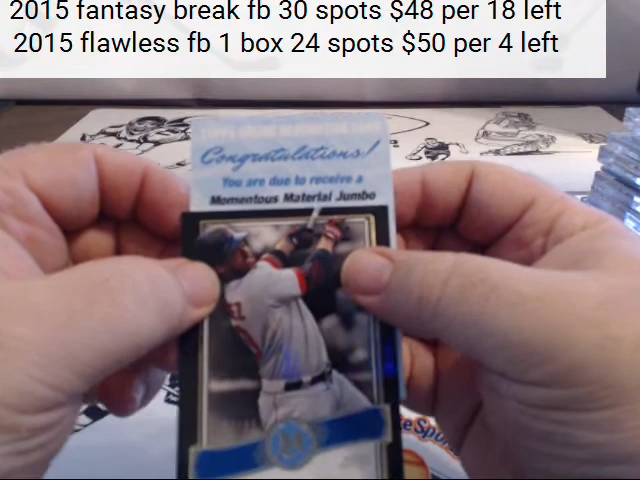 2015 fantasy break fb 30 spots $48 per 18 left
2015 flawless fb 1 box 24 spots $50 per 4 left
Congratulations!
You are due to receive a
Momentous Material Jumbo